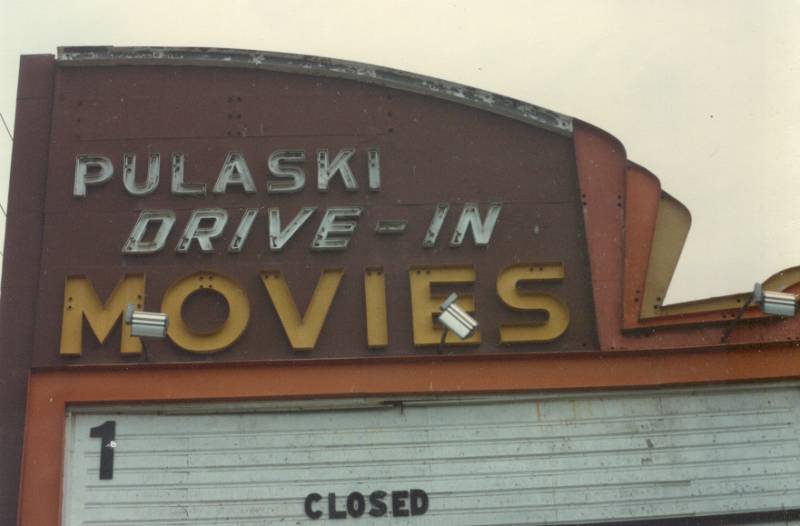 PULASKI
DRIVE-IN
MOVIES
1
CLOSED